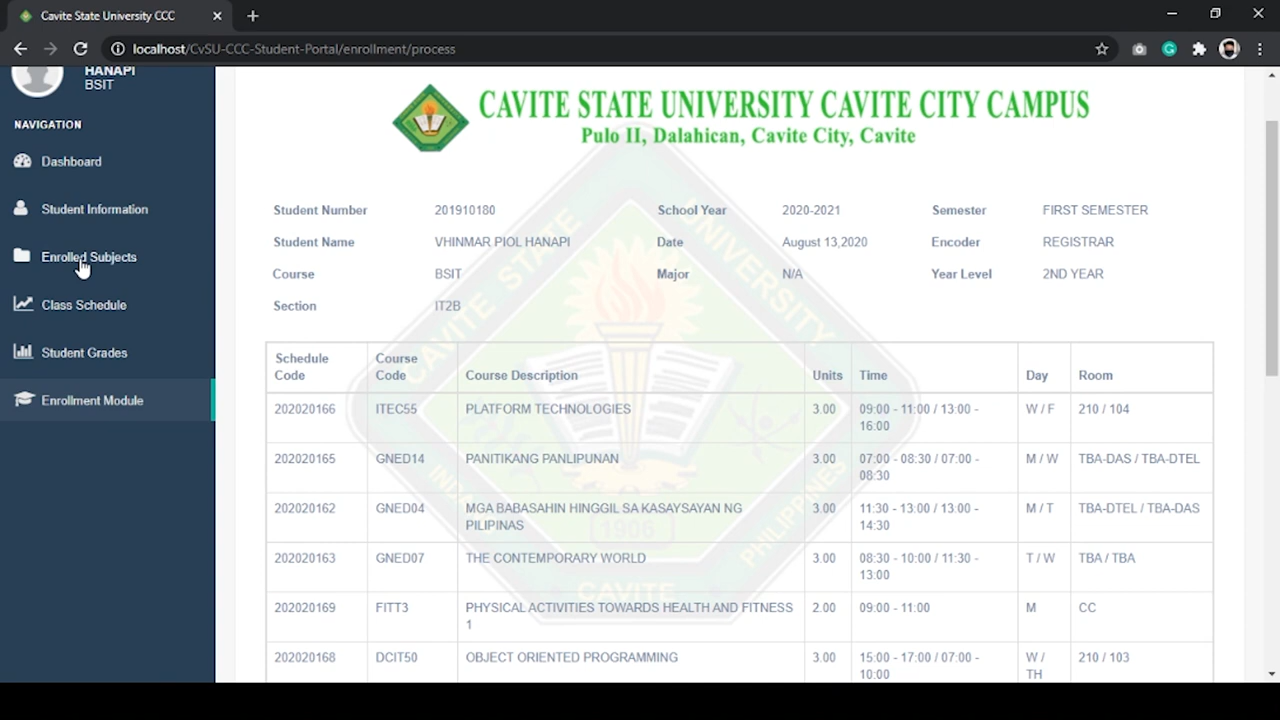 Cavite State University CCC
localhost/CvSU-CCC-Student-Portal/enrollment/process
HANAPI
BSIT
NAVIGATION
Dashboard
Student Information
Enrolled Subjects
Class Schedule
Student Grades
Enrollment Module
CAVITE STATE UNIVERSITY CAVITE CITY CAMPUS
Pulo II, Dalahican, Cavite City, Cavite
Student Number 201910180 School Year 2020-2021 Semester FIRST SEMESTER
Student Name VHINMAR PIOL HANAPI Date August 13,2020 Encoder REGISTRAR
Course BSIT Major N/A Year Level 2ND YEAR
Section IT2B
Schedule Code Course Code Course Description Units Time Day Room
202020166 ITEC55 PLATFORM TECHNOLOGIES 3.00 09:00 - 11:00 / 13:00 - 16:00 W / F 210 / 104
202020165 GNED14 PANITIKANG PANLIPUNAN 3.00 07:00 - 08:30 / 07:00 - 08:30 M / W TBA-DAS / TBA-DTEL
202020162 GNED04 MGA BABASAHIN HINGGIL SA KASAYSAYAN NG PILIPINAS 3.00 11:30 - 13:00 / 13:00 - 14:30 M / T TBA-DTEL / TBA-DAS
202020163 GNED07 THE CONTEMPORARY WORLD 3.00 08:30 - 10:00 / 11:30 - 13:00 T / W TBA / TBA
202020169 FITT3 PHYSICAL ACTIVITIES TOWARDS HEALTH AND FITNESS 1 2.00 09:00 - 11:00 M CC
202020168 DCIT50 OBJECT ORIENTED PROGRAMMING 3.00 15:00 - 17:00 / 07:00 - 10:00 W / TH 210 / 103
CAVITE STATE UNIVERSITY
1906
PHILIPPINES
CAVITE